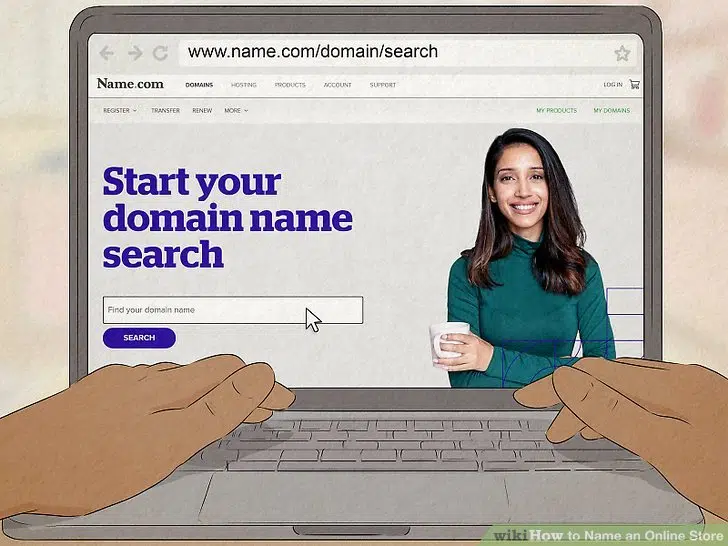 www.name.com/domain/search
Name.com DOMAINS HOSTING PRODUCTS ACCOUNT SUPPORT LOG IN
REGISTER TRANSFER RENEW MORE MY PRODUCTS MY DOMAINS
Start your
domain name
search
Find your domain name
SEARCH
wikiHow to Name an Online Store